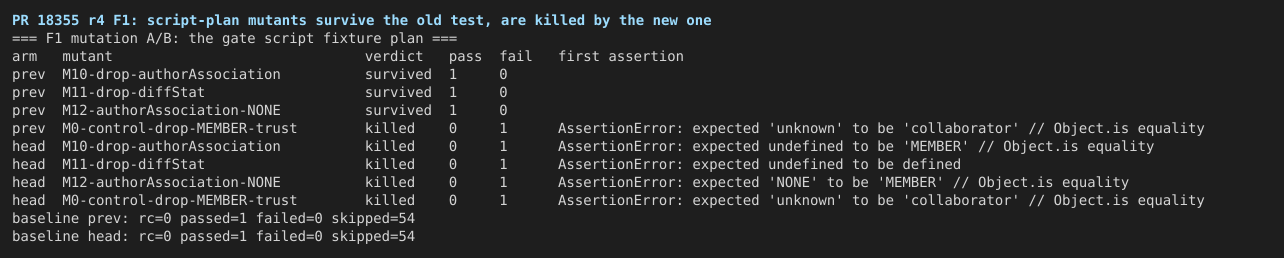 PR 18355 r4 F1: script-plan mutants survive the old test, are killed by the new one
=== F1 mutation A/B: the gate script fixture plan ===
arm   mutant                              verdict   pass  fail   first assertion
prev  M10-drop-authorAssociation          survived  1     0
prev  M11-drop-diffStat                   survived  1     0
prev  M12-authorAssociation-NONE          survived  1     0
prev  M0-control-drop-MEMBER-trust        killed    0     1      AssertionError: expected 'unknown' to be 'collaborator' // Object.is equality
head  M10-drop-authorAssociation          killed    0     1      AssertionError: expected undefined to be 'MEMBER' // Object.is equality
head  M11-drop-diffStat                   killed    0     1      AssertionError: expected undefined to be defined
head  M12-authorAssociation-NONE          killed    0     1      AssertionError: expected 'NONE' to be 'MEMBER' // Object.is equality
head  M0-control-drop-MEMBER-trust        killed    0     1      AssertionError: expected 'unknown' to be 'collaborator' // Object.is equality
baseline prev: rc=0 passed=1 failed=0 skipped=54
baseline head: rc=0 passed=1 failed=0 skipped=54